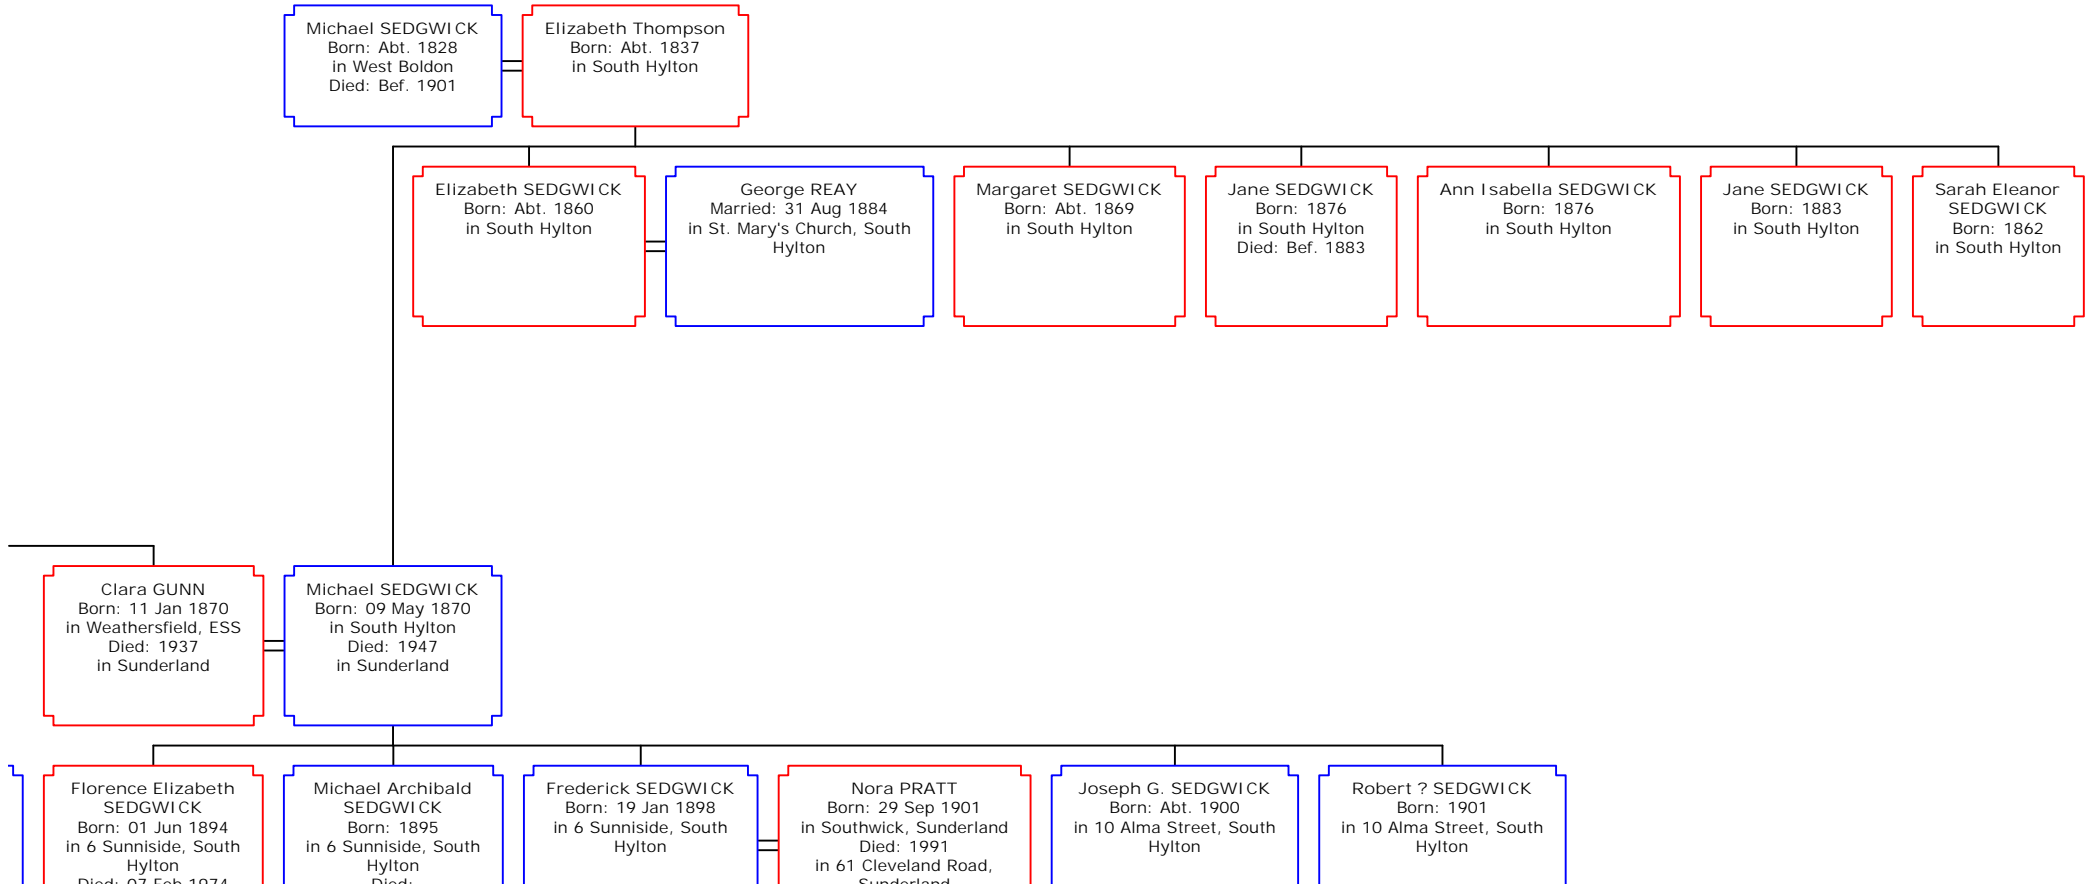 Michael SEDGWICK
Born: Abt. 1828
in West Boldon
Died: Bef. 1901
Elizabeth Thompson
Born: Abt. 1837
in South Hylton
Elizabeth SEDGWICK
Born: Abt. 1860
in South Hylton
George REAY
Married: 31 Aug 1884
in St. Mary's Church, South
Hylton
Margaret SEDGWICK
Born: Abt. 1869
in South Hylton
Jane SEDGWICK
Born: 1876
in South Hylton
Died: Bef. 1883
Ann Isabella SEDGWICK
Born: 1876
in South Hylton
Jane SEDGWICK
Born: 1883
in South Hylton
Sarah Eleanor
SEDGWICK
Born: 1862
in South Hylton
Clara GUNN
Born: 11 Jan 1870
in Weathersfield, ESS
Died: 1937
in Sunderland
Michael SEDGWICK
Born: 09 May 1870
in South Hylton
Died: 1947
in Sunderland
Florence Elizabeth
SEDGWICK
Born: 01 Jun 1894
in 6 Sunniside, South
Hylton
Died: 07 Feb 1974
Michael Archibald
SEDGWICK
Born: 1895
in 6 Sunniside, South
Hylton
Died:
Frederick SEDGWICK
Born: 19 Jan 1898
in 6 Sunniside, South
Hylton
Nora PRATT
Born: 29 Sep 1901
in Southwick, Sunderland
Died: 1991
in 61 Cleveland Road,
Sunderland
Joseph G. SEDGWICK
Born: Abt. 1900
in 10 Alma Street, South
Hylton
Robert ? SEDGWICK
Born: 1901
in 10 Alma Street, South
Hylton